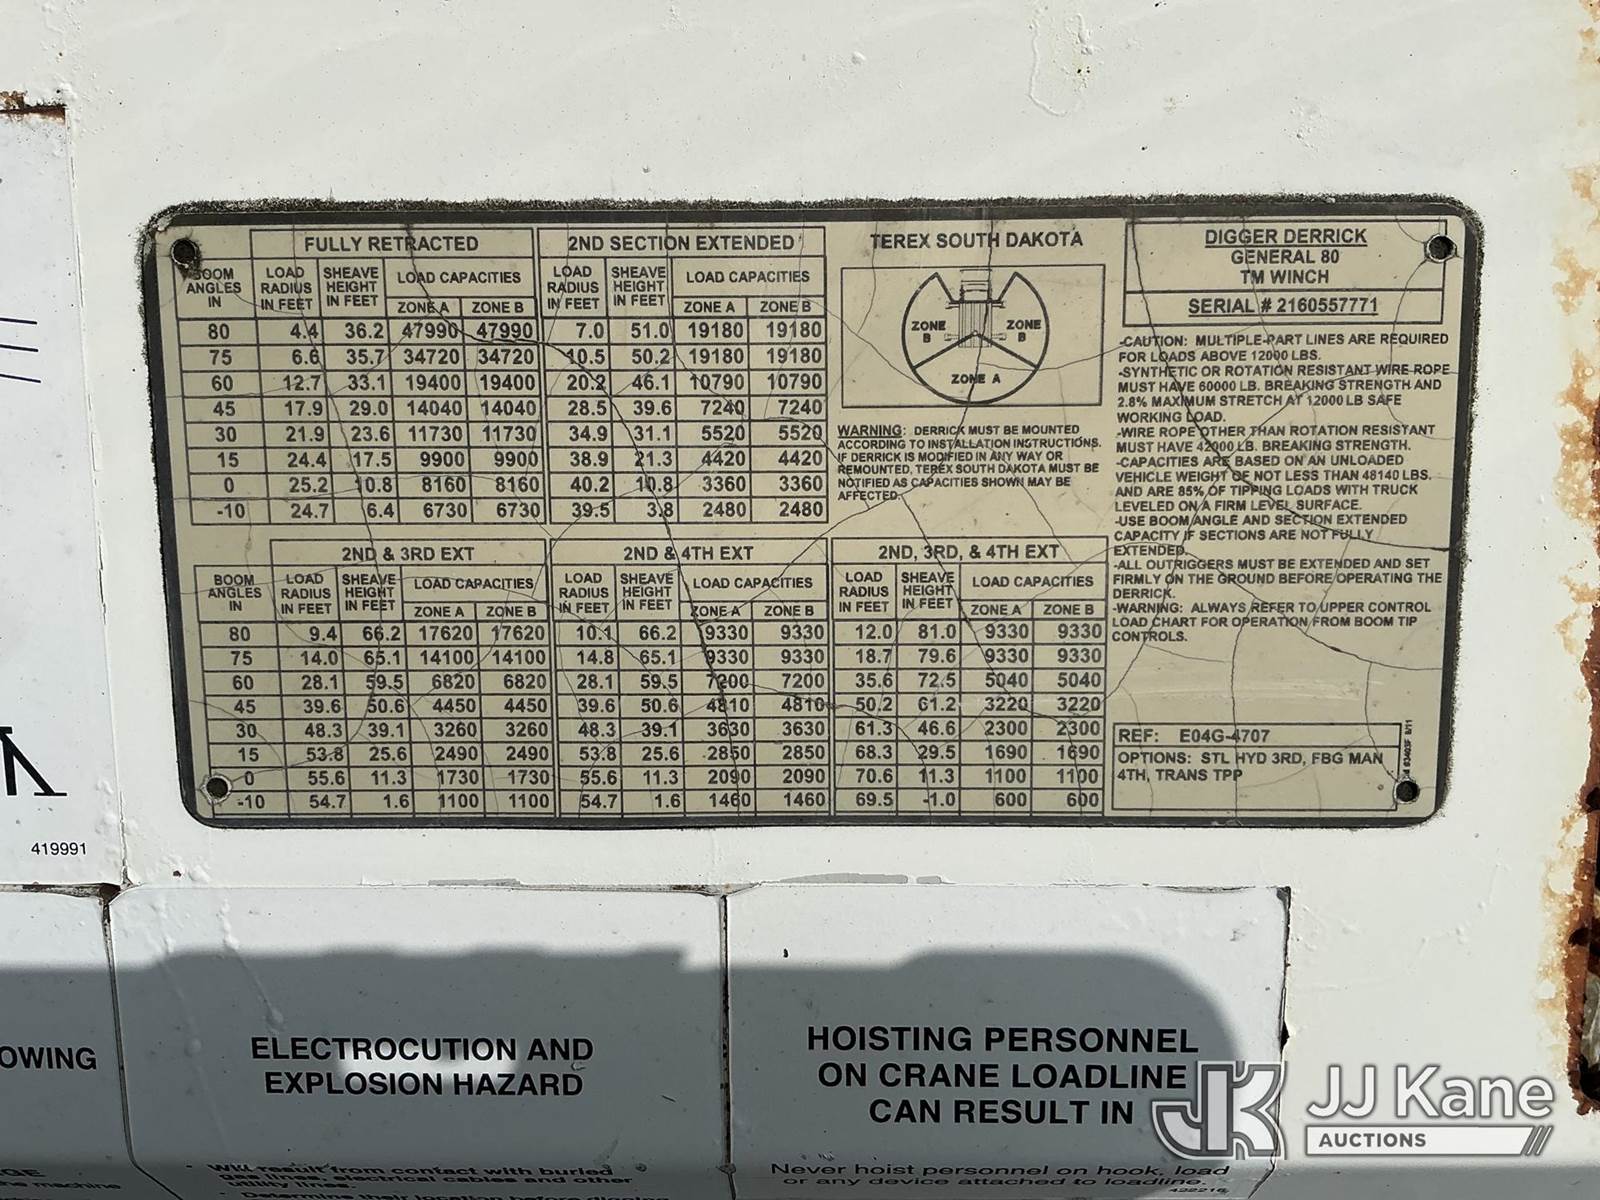 FULLY RETRACTED
2ND SECTION EXTENDED
BOOM ANGLES IN
LOAD RADIUS IN FEET
SHEAVE HEIGHT IN FEET
LOAD CAPACITIES
LOAD RADIUS IN FEET
SHEAVE HEIGHT IN FEET
LOAD CAPACITIES
ZONE A ZONE B ZONE A ZONE B
80 4.4 36.2 47990 47990 7.0 51.0 19180 19180
75 6.6 35.7 34720 34720 10.5 50.2 19180 19180
60 12.7 33.1 19400 19400 20.2 46.1 10790 10790
45 17.9 29.0 14040 14040 28.5 39.6 7240 7240
30 21.9 23.6 11730 11730 34.9 31.1 5520 5520
15 24.4 17.5 9900 9900 38.9 21.3 4420 4420
0 25.2 10.8 8160 8160 40.2 10.8 3360 3360
-10 24.7 6.4 6730 6730 39.5 3.8 2480 2480
TEREX SOUTH DAKOTA
ZONE B
ZONE B
ZONE A
WARNING: DERRICK MUST BE MOUNTED
ACCORDING TO INSTALLATION INSTRUCTIONS.
IF DERRICK IS MODIFIED IN ANY WAY OR
REMOUNTED, TEREX SOUTH DAKOTA MUST BE
NOTIFIED AS CAPACITIES SHOWN MAY BE
AFFECTED.
DIGGER DERRICK
GENERAL 80
TM WINCH
SERIAL # 2160557771
-CAUTION: MULTIPLE-PART LINES ARE REQUIRED
FOR LOADS ABOVE 12000 LBS.
-SYNTHETIC OR ROTATION RESISTANT WIRE ROPE
MUST HAVE 60000 LB. BREAKING STRENGTH AND
2.8% MAXIMUM STRETCH AT 12000 LB SAFE
WORKING LOAD.
-WIRE ROPE OTHER THAN ROTATION RESISTANT
MUST HAVE 42000 LB. BREAKING STRENGTH.
-CAPACITIES ARE BASED ON AN UNLOADED
VEHICLE WEIGHT OF NOT LESS THAN 48140 LBS.
AND ARE 85% OF TIPPING LOADS WITH TRUCK
LEVELED ON A FIRM LEVEL SURFACE.
-USE BOOM ANGLE AND SECTION EXTENDED
CAPACITY IF SECTIONS ARE NOT FULLY
EXTENDED.
-ALL OUTRIGGERS MUST BE EXTENDED AND SET
FIRMLY ON THE GROUND BEFORE OPERATING THE
DERRICK.
-WARNING: ALWAYS REFER TO UPPER CONTROL
LOAD CHART FOR OPERATION FROM BOOM TIP
CONTROLS.
2ND & 3RD EXT
2ND & 4TH EXT
2ND, 3RD, & 4TH EXT
BOOM ANGLES IN
LOAD RADIUS IN FEET
SHEAVE HEIGHT IN FEET
LOAD CAPACITIES
LOAD RADIUS IN FEET
SHEAVE HEIGHT IN FEET
LOAD CAPACITIES
LOAD RADIUS IN FEET
SHEAVE HEIGHT IN FEET
LOAD CAPACITIES
ZONE A ZONE B ZONE A ZONE B ZONE A ZONE B
80 9.4 66.2 17620 17620 10.1 66.2 9330 9330 12.0 81.0 9330 9330
75 14.0 65.1 14100 14100 14.8 65.1 9330 9330 18.7 79.6 9330 9330
60 28.1 59.5 6820 6820 28.1 59.5 7200 7200 35.6 72.5 5040 5040
45 39.6 50.6 4450 4450 39.6 50.6 4810 4810 50.2 61.2 3220 3220
30 48.3 39.1 3260 3260 48.3 39.1 3630 3630 61.3 46.6 2300 2300
15 53.8 25.6 2490 2490 53.8 25.6 2850 2850 68.3 29.5 1690 1690
0 55.6 11.3 1730 1730 55.6 11.3 2090 2090 70.6 11.3 1100 1100
-10 54.7 1.6 1100 1100 54.7 1.6 1460 1460 69.5 -1.0 600 600
REF: E04G-4707
OPTIONS: STL HYD 3RD, FBG MAN
4TH, TRANS TPP
419991
OWING
ELECTROCUTION AND
EXPLOSION HAZARD
Will result from contact with buried
gas lines, electrical cables and other
utility lines.
HOISTING PERSONNEL
ON CRANE LOADLINE
CAN RESULT IN
Never hoist personnel on hook, load
or any device attached to loadline.
JK JJ Kane
AUCTIONS